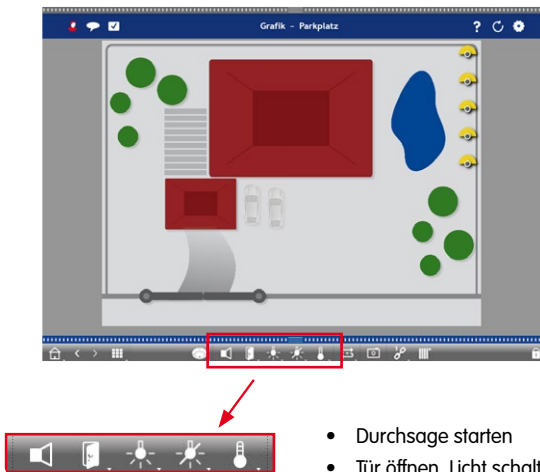 Grafik - Parkplatz
?
• Durchsage starten
• Tür öffnen, Licht schalt